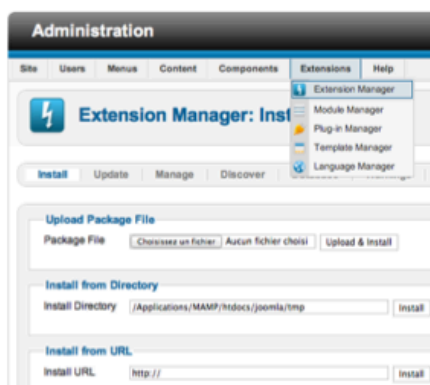 Administration
Site Users Menus Content Components Extensions Help
Extension Manager
Module Manager
Plug-in Manager
Template Manager
Language Manager
Extension Manager: Inst
Install Update Manage Discover
Upload Package File
Package File Choisissez un fichier Aucun fichier choisi Upload & Install
Install from Directory
Install Directory /Applications/MAMP/htdocs/joomla/tmp Install
Install from URL
Install URL http:// Install